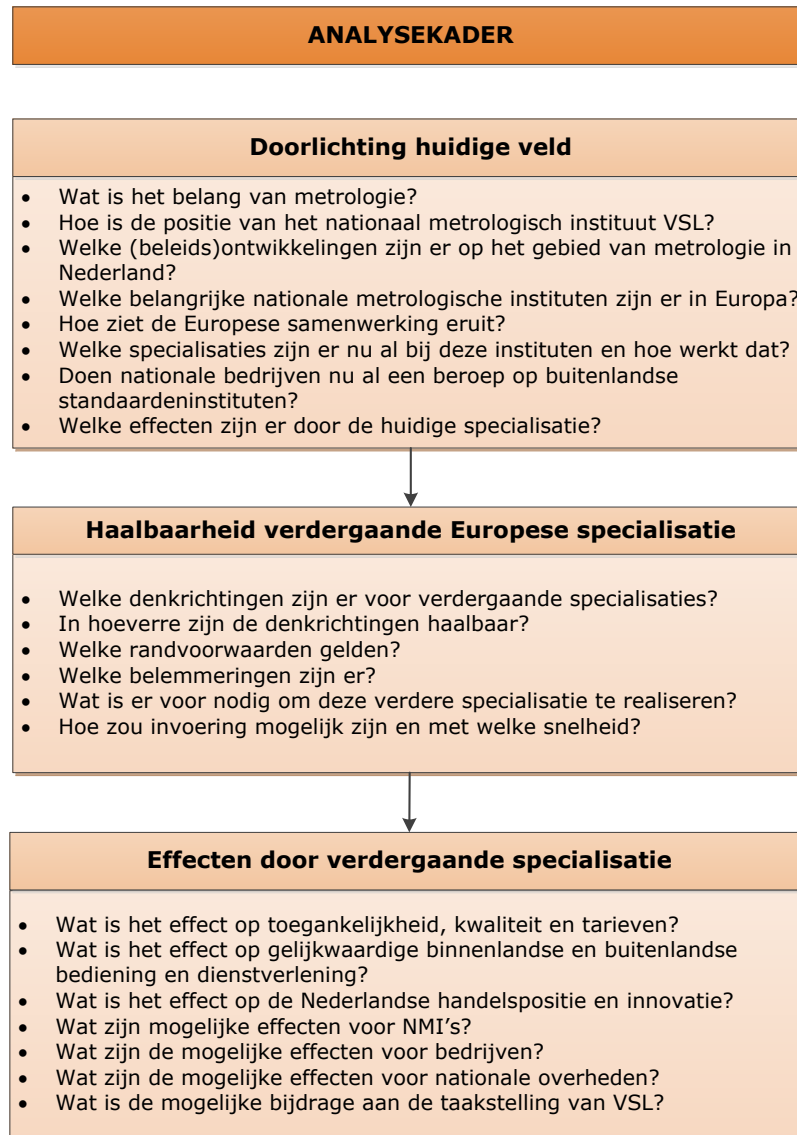 ANALYSEKADER
Doorlichting huidige veld
• Wat is het belang van metrologie?
• Hoe is de positie van het nationaal metrologisch instituut VSL?
• Welke (beleids)ontwikkelingen zijn er op het gebied van metrologie in
Nederland?
• Welke belangrijke nationale metrologische instituten zijn er in Europa?
• Hoe ziet de Europese samenwerking eruit?
• Welke specialisaties zijn er nu al bij deze instituten en hoe werkt dat?
• Doen nationale bedrijven nu al een beroep op buitenlandse
standaardeninstituten?
• Welke effecten zijn er door de huidige specialisatie?
Haalbaarheid verdergaande Europese specialisatie
• Welke denkrichtingen zijn er voor verdergaande specialisaties?
• In hoeverre zijn de denkrichtingen haalbaar?
• Welke randvoorwaarden gelden?
• Welke belemmeringen zijn er?
• Wat is er voor nodig om deze verdere specialisatie te realiseren?
• Hoe zou invoering mogelijk zijn en met welke snelheid?
Effecten door verdergaande specialisatie
• Wat is het effect op toegankelijkheid, kwaliteit en tarieven?
• Wat is het effect op gelijkwaardige binnenlandse en buitenlandse
bediening en dienstverlening?
• Wat is het effect op de Nederlandse handelspositie en innovatie?
• Wat zijn mogelijke effecten voor NMI's?
• Wat zijn de mogelijke effecten voor bedrijven?
• Wat zijn de mogelijke effecten voor nationale overheden?
• Wat is de mogelijke bijdrage aan de taakstelling van VSL?